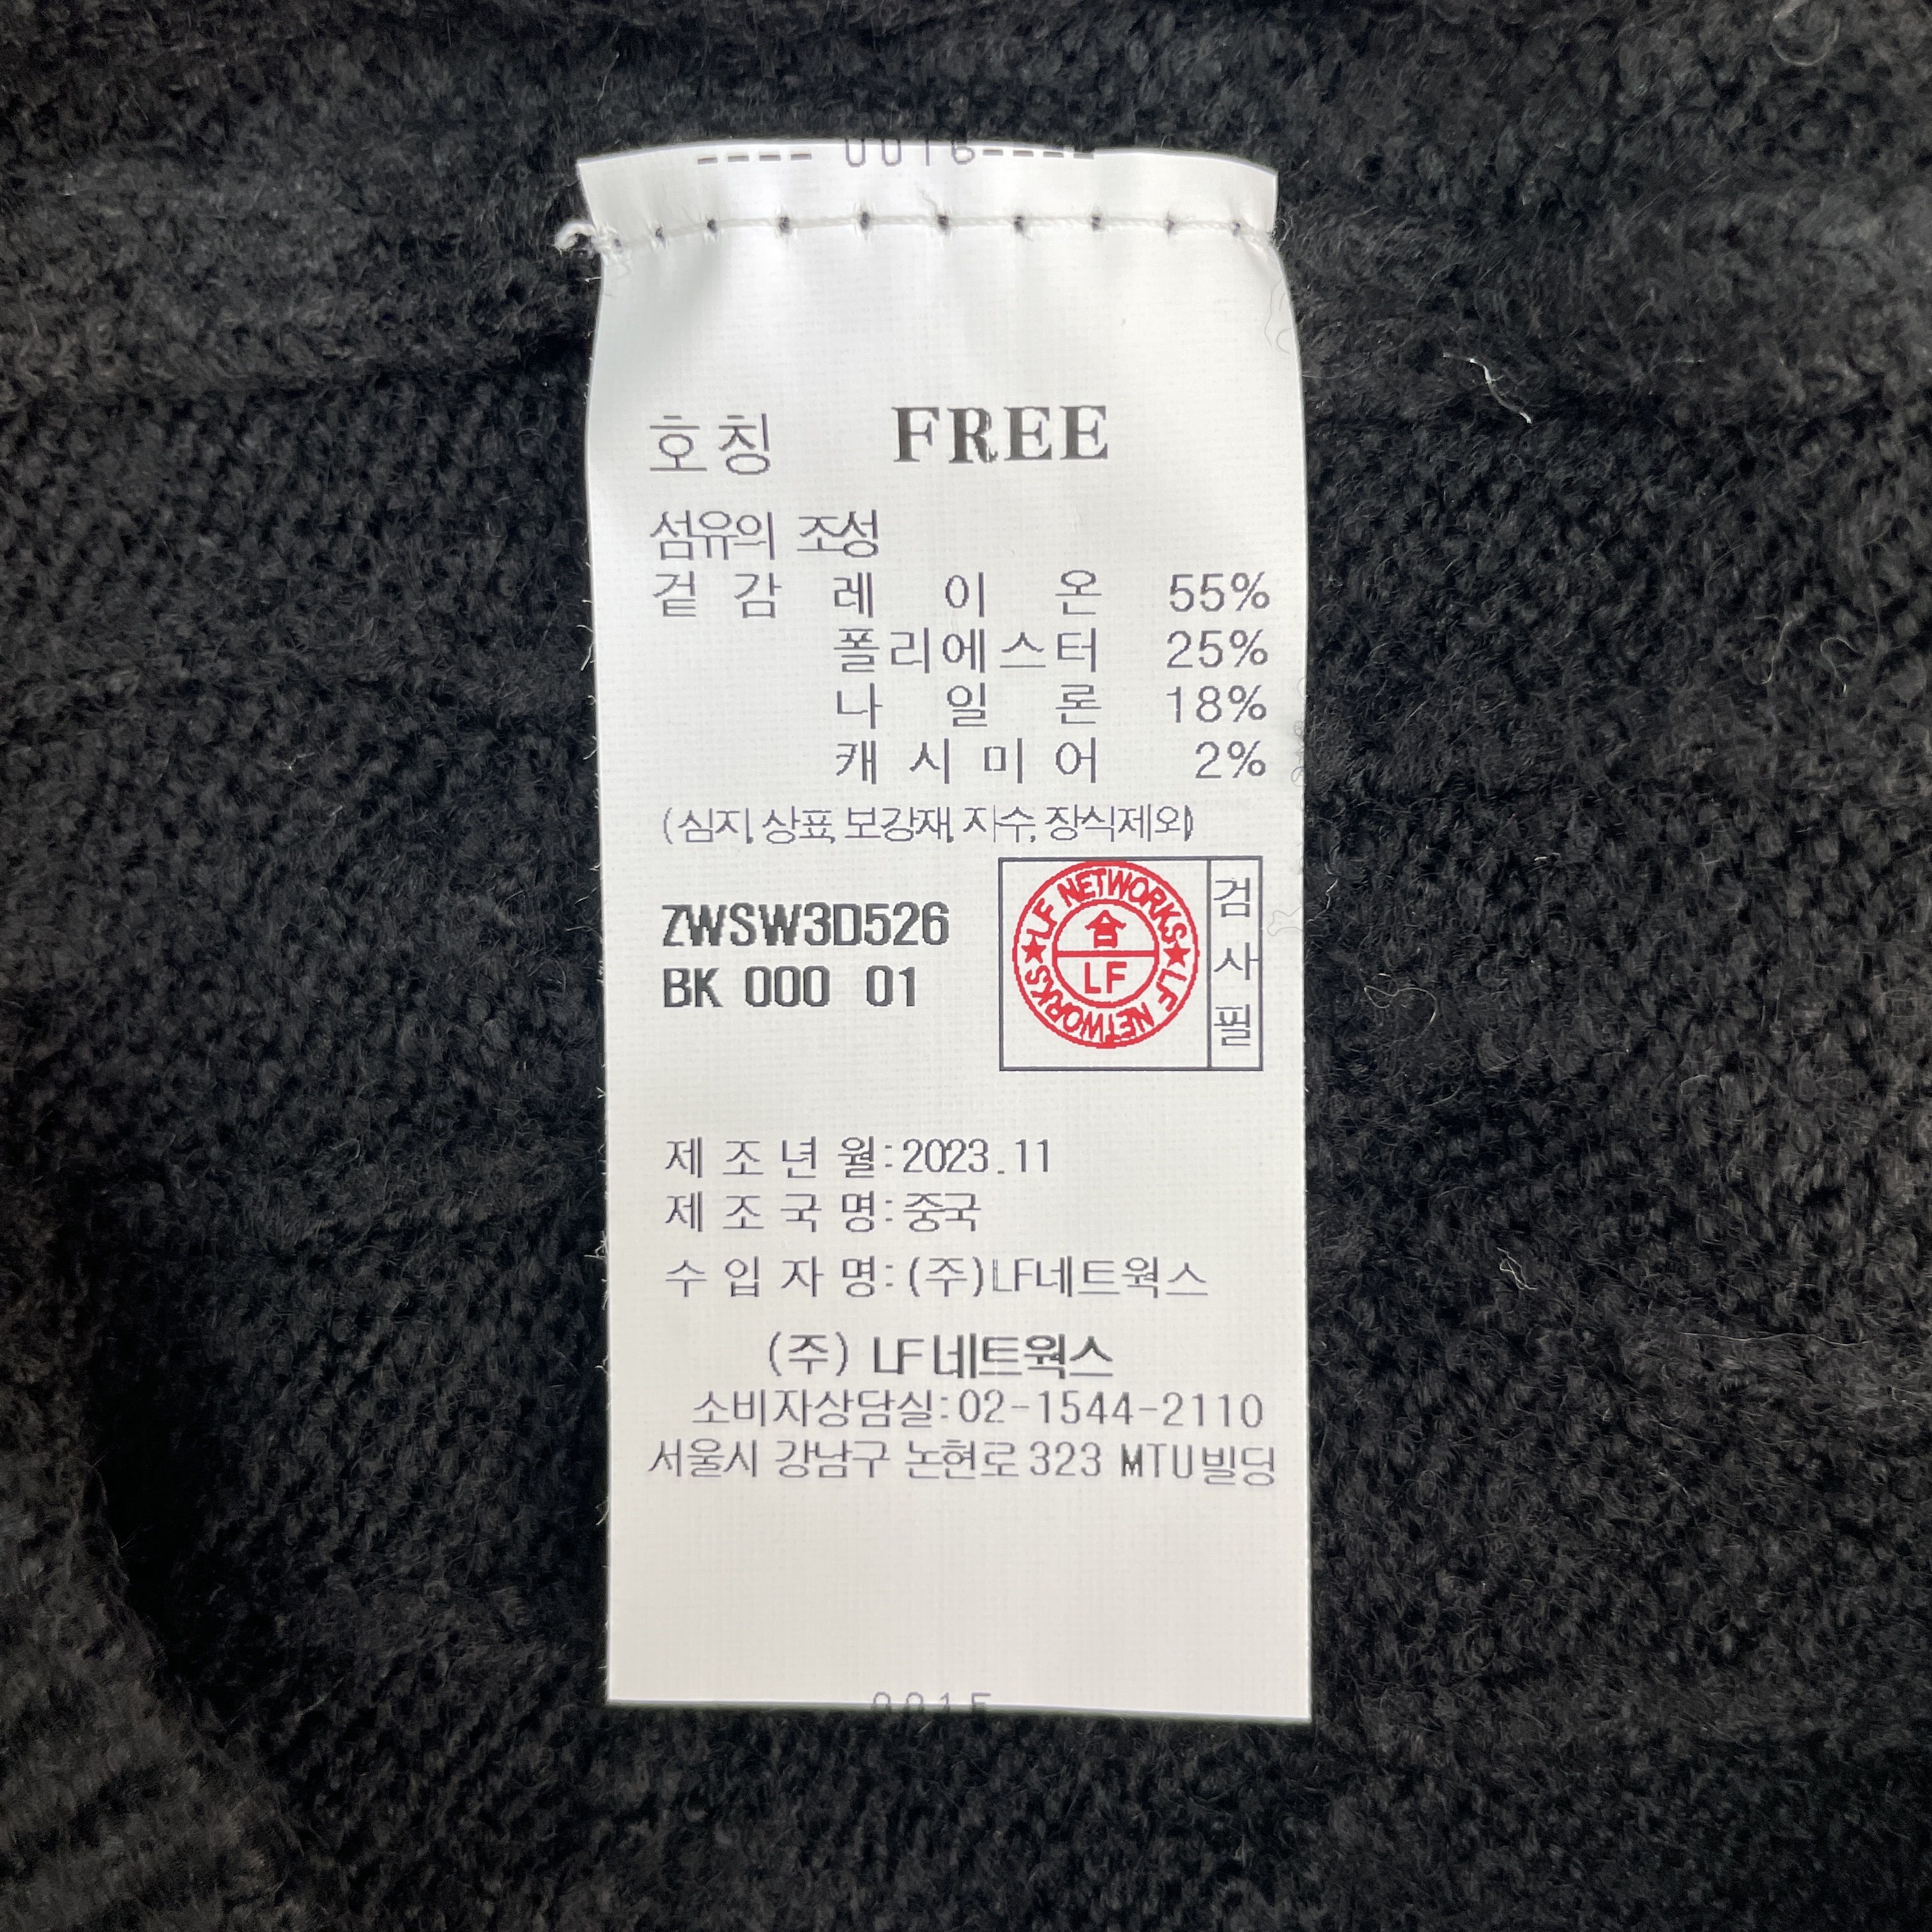 ---- 0016----
호칭 FREE
섬유의 조성
겉 감 레 이 온 55%
폴리에스터 25%
나 일 론 18%
캐 시 미 어 2%
(심지, 상표, 보강재, 자수, 장식제외)
ZWSW3D526
BK 000 01
LF NETWORKS ★ LF NETWORKS ★
合
LF
검사필
제 조 년 월:2023.11
제 조 국 명:중국
수 입 자 명:(주)LF네트웍스
(주) LF네트웍스
소비자상담실:02-1544-2110
서울시 강남구 논현로 323 MTU빌딩